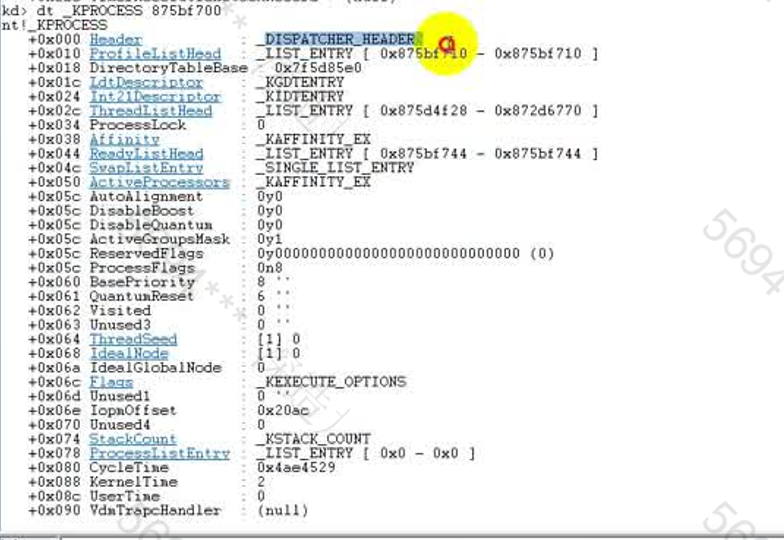 kd> dt _KPROCESS 875bf700
nt!_KPROCESS
+0x000 Header : _DISPATCHER_HEADER
+0x010 ProfileListHead : _LIST_ENTRY [ 0x875bf710 - 0x875bf710 ]
+0x018 DirectoryTableBase : 0x7f5d85e0
+0x01c LdtDescriptor : _KGDTENTRY
+0x024 Int21Descriptor : _KIDTENTRY
+0x02c ThreadListHead : _LIST_ENTRY [ 0x875d4f28 - 0x872d6770 ]
+0x034 ProcessLock : 0
+0x038 Affinity : _KAFFINITY_EX
+0x044 ReadyListHead : _LIST_ENTRY [ 0x875bf744 - 0x875bf744 ]
+0x04c SwapListEntry : _SINGLE_LIST_ENTRY
+0x050 ActiveProcessors : _KAFFINITY_EX
+0x05c AutoAlignment : 0y0
+0x05c DisableBoost : 0y0
+0x05c DisableQuantum : 0y0
+0x05c ActiveGroupsMask : 0y1
+0x05c ReservedFlags : 0y0000000000000000000000000000 (0)
+0x05c ProcessFlags : 0n8
+0x060 BasePriority : 8 ''
+0x061 QuantumReset : 6 ''
+0x062 Visited : 0 ''
+0x063 Unused3 : 0 ''
+0x064 ThreadSeed : [1] 0
+0x068 IdealNode : [1] 0
+0x06a IdealGlobalNode : 0
+0x06c Flags : _KEXECUTE_OPTIONS
+0x06d Unused1 : 0 ''
+0x06e IopmOffset : 0x20ac
+0x070 Unused4 : 0
+0x074 StackCount : _KSTACK_COUNT
+0x078 ProcessListEntry : _LIST_ENTRY [ 0x0 - 0x0 ]
+0x080 CycleTime : 0x4ae4529
+0x088 KernelTime : 2
+0x08c UserTime : 0
+0x090 VdmTrapcHandler : (null)
5694